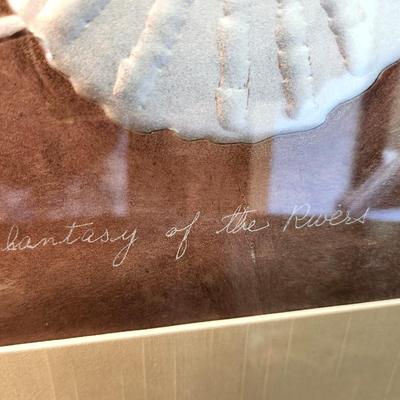 Fantasy of the Rivers